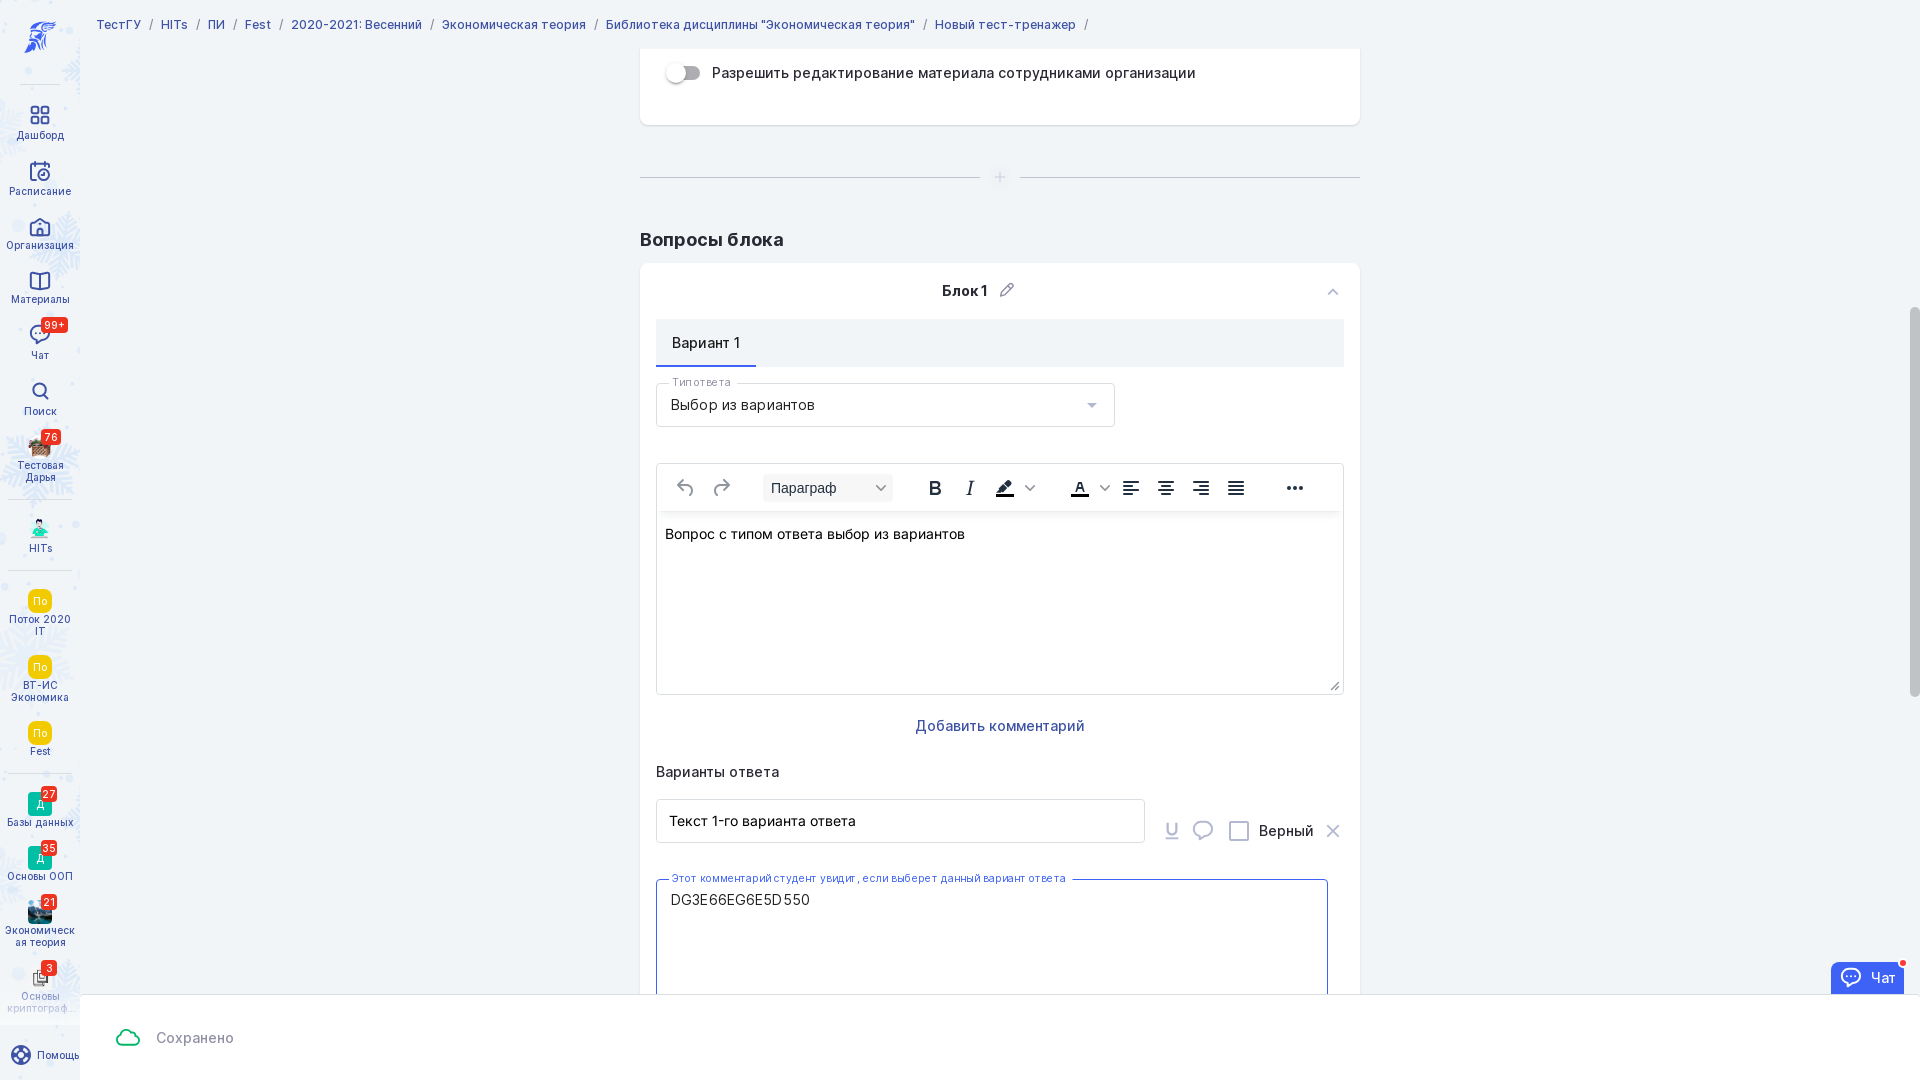 ТестГУ / HITs / ПИ / Fest / 2020-2021: Весенний / Экономическая теория / Библиотека дисциплины "Экономическая теория" / Новый тест-тренажер /
Дашборд
Расписание
Организация
Материалы
99+
Чат
Поиск
76
Тестовая
Дарья
HITs
По
Поток 2020
IT
По
ВТ-ИС
Экономика
По
Fest
27
Д
Базы данных
35
Д
Основы ООП
21
Экономическ
ая теория
3
Основы
криптограф...
Помощь
Разрешить редактирование материала сотрудниками организации
Вопросы блока
Блок 1
Вариант 1
Тип ответа
Выбор из вариантов
Параграф
Вопрос с типом ответа выбор из вариантов
Добавить комментарий
Варианты ответа
Текст 1-го варианта ответа
Верный
Этот комментарий студент увидит, если выберет данный вариант ответа
DG3E66EG6E5D550
Чат
Сохранено